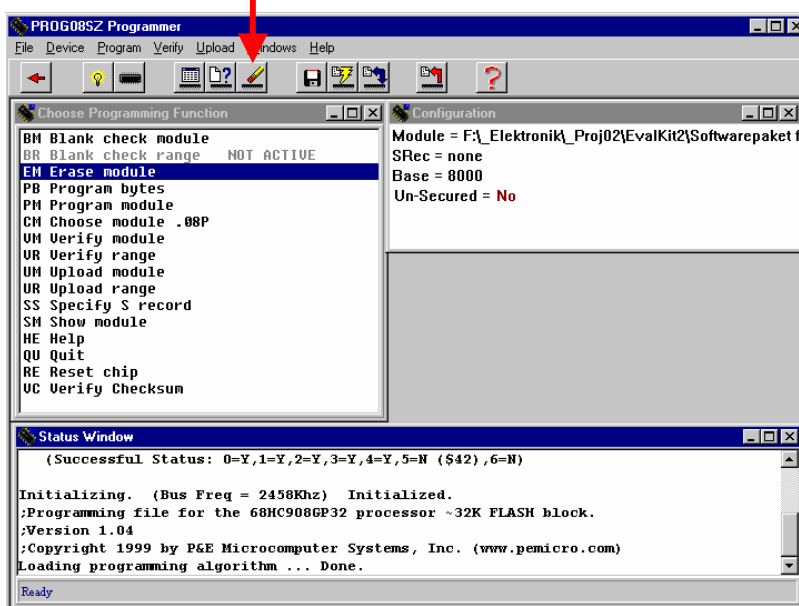 PROG08SZ Programmer
File Device Program Verify Upload Windows Help
Choose Programming Function
BM Blank check module
BR Blank check range NOT ACTIVE
EM Erase module
PB Program bytes
PM Program module
CM Choose module .08P
VM Verify module
VR Verify range
UM Upload module
UR Upload range
SS Specify S record
SM Show module
HE Help
QU Quit
RE Reset chip
VC Verify Checksum
Configuration
Module = F:\_Elektronik\_Proj02\EvalKit2\Softwarepaket f
SRec = none
Base = 8000
Un-Secured = No
Status Window
(Successful Status: 0=Y,1=Y,2=Y,3=Y,4=Y,5=N ($42),6=N)
Initializing. (Bus Freq = 2458Khz) Initialized.
;Programming file for the 68HC908GP32 processor ~32K FLASH block.
;Version 1.04
;Copyright 1999 by P&E Microcomputer Systems, Inc. (www.pemicro.com)
Loading programming algorithm ... Done.
Ready